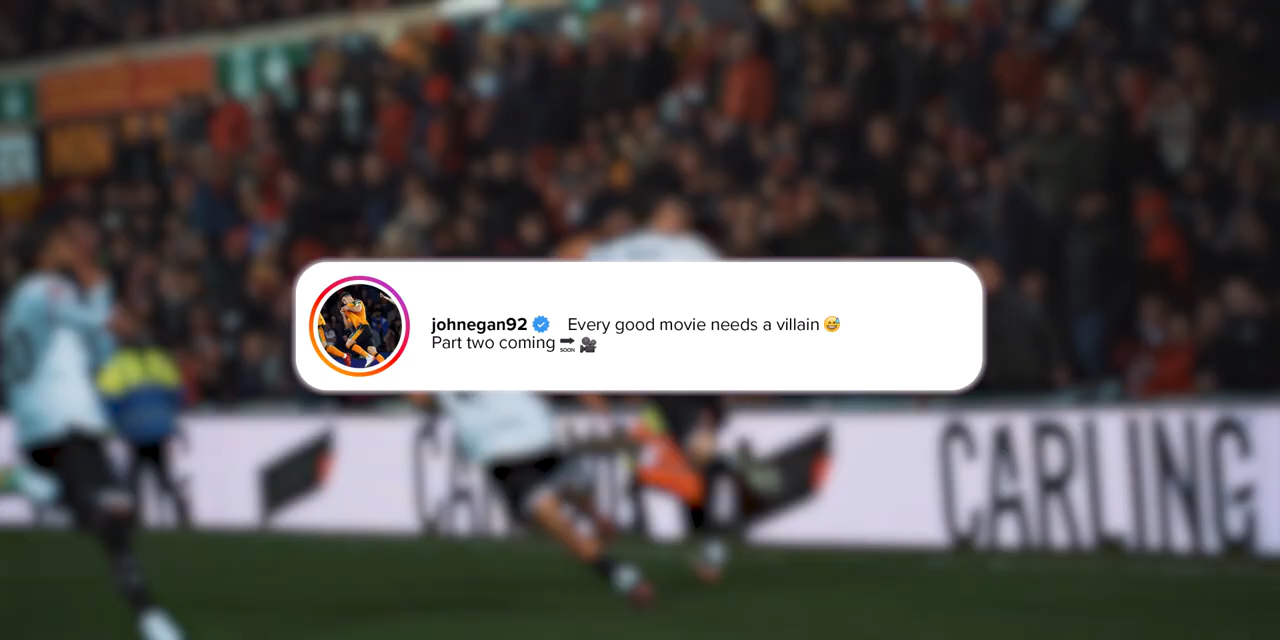 johnegan92 Every good movie needs a villain 😅
Part two coming 🔜 🎥
CARLING